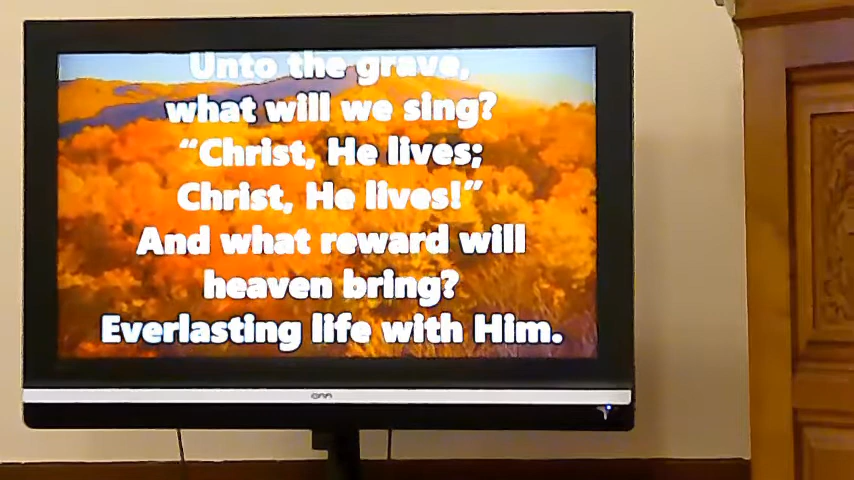 Unto the grave,
what will we sing?
“Christ, He lives;
Christ, He lives!”
And what reward will
heaven bring?
Everlasting life with Him.
onn